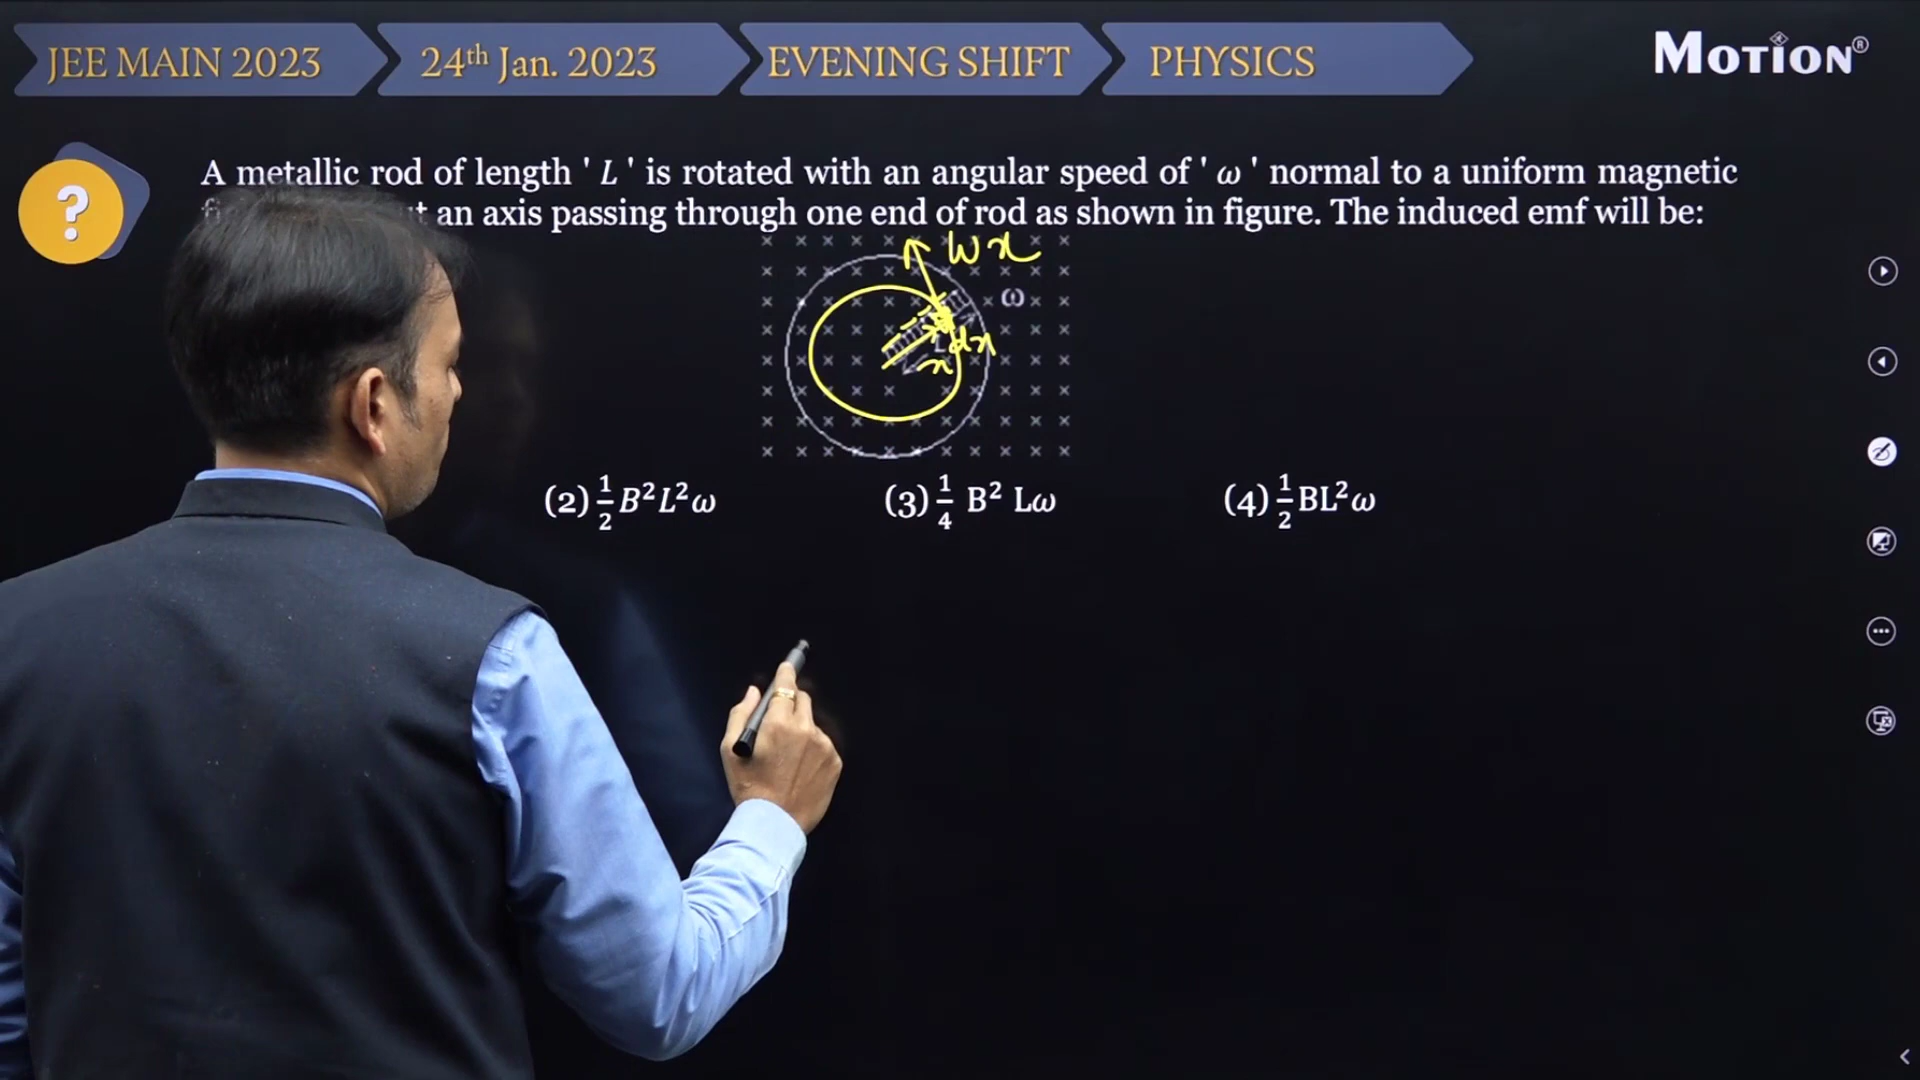 JEE MAIN 2023 24th Jan. 2023 EVENING SHIFT PHYSICS MOTION®
?
A metallic rod of length ' L ' is rotated with an angular speed of ' ω ' normal to a uniform magnetic
an axis passing through one end of rod as shown in figure. The induced emf will be:
ωx
ω
L
dx
x
(2) 1/2 B²L²ω (3) 1/4 B² Lω (4) 1/2 BL²ω